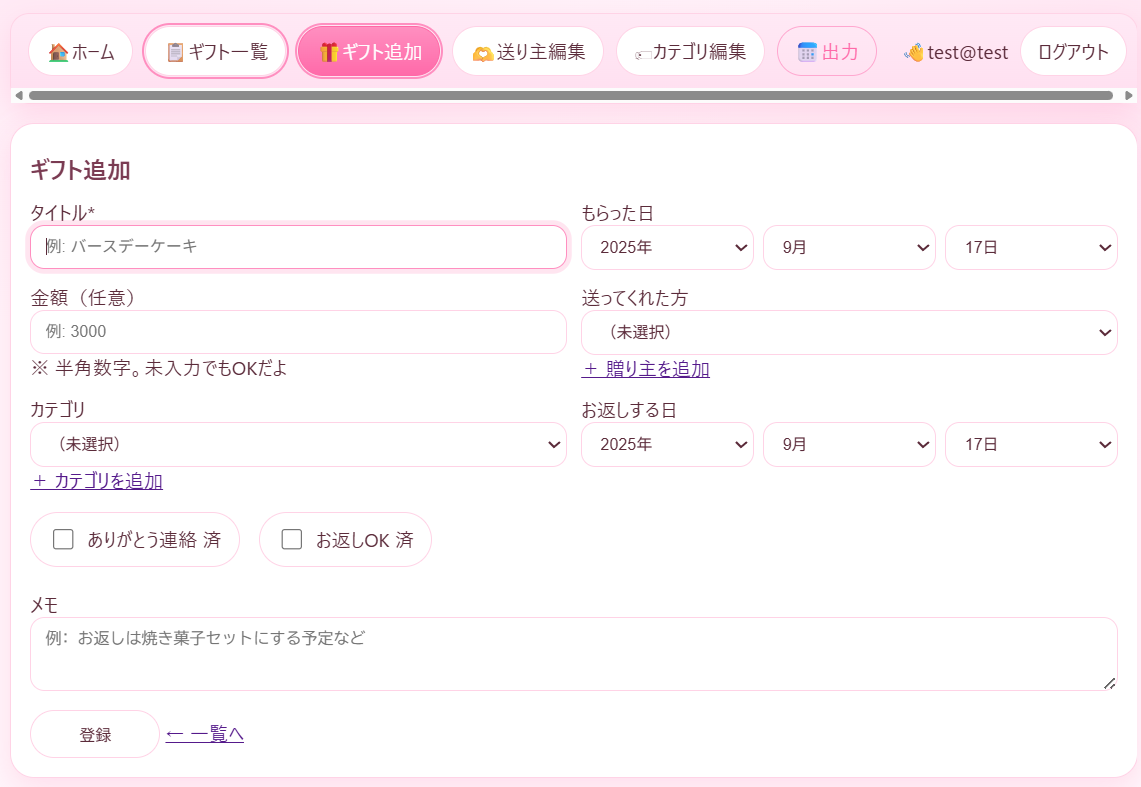 ホーム ギフト一覧 ギフト追加 送り主編集 カテゴリ編集 出力 test@test ログアウト
ギフト追加
タイトル* もらった日
例: バースデーケーキ 2025年 9月 17日
金額（任意） 送ってくれた方
例: 3000 （未選択）
※ 半角数字。未入力でもOKだよ ＋ 贈り主を追加
カテゴリ お返しする日
（未選択） 2025年 9月 17日
＋ カテゴリを追加
ありがとう連絡 済 お返しOK 済
メモ
例: お返しは焼き菓子セットにする予定など
登録 ← 一覧へ